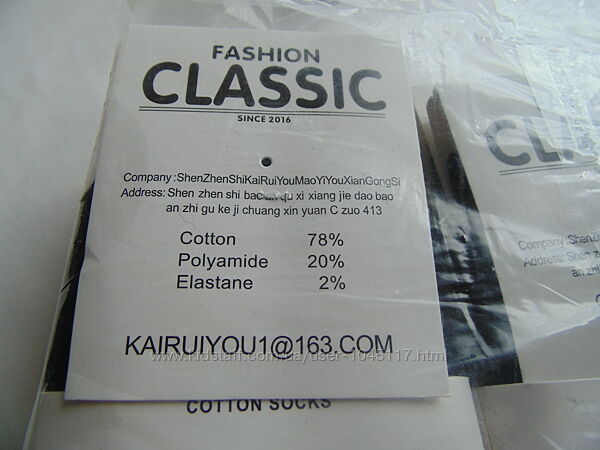 FASHION
CLASSIC
SINCE 2016
Company:ShenZhenShiKaiRuiYouMaoYiYouXianGongSi
Address: Shen zhen shi bao an qu xi xiang jie dao bao
an zhi gu ke ji chuang xin yuan C zuo 413
Cotton 78%
Polyamide 20%
Elastane 2%
KAIRUIYOU1@163.COM
COTTON SOCKS
CLAS
Company:ShenZ
Address: Shen z
an zhi